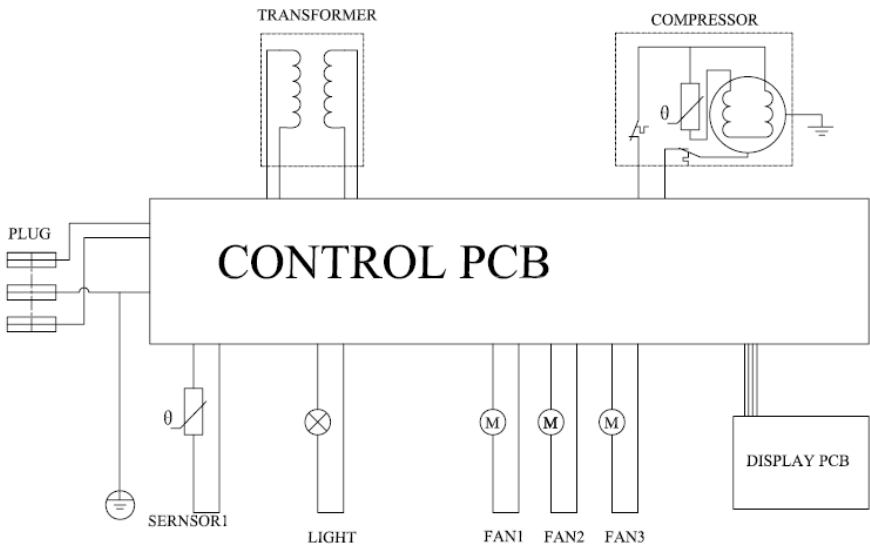 TRANSFORMER
COMPRESSOR
θ
PLUG
CONTROL PCB
θ
M
M
M
DISPLAY PCB
SERNSOR1
LIGHT
FAN1
FAN2
FAN3